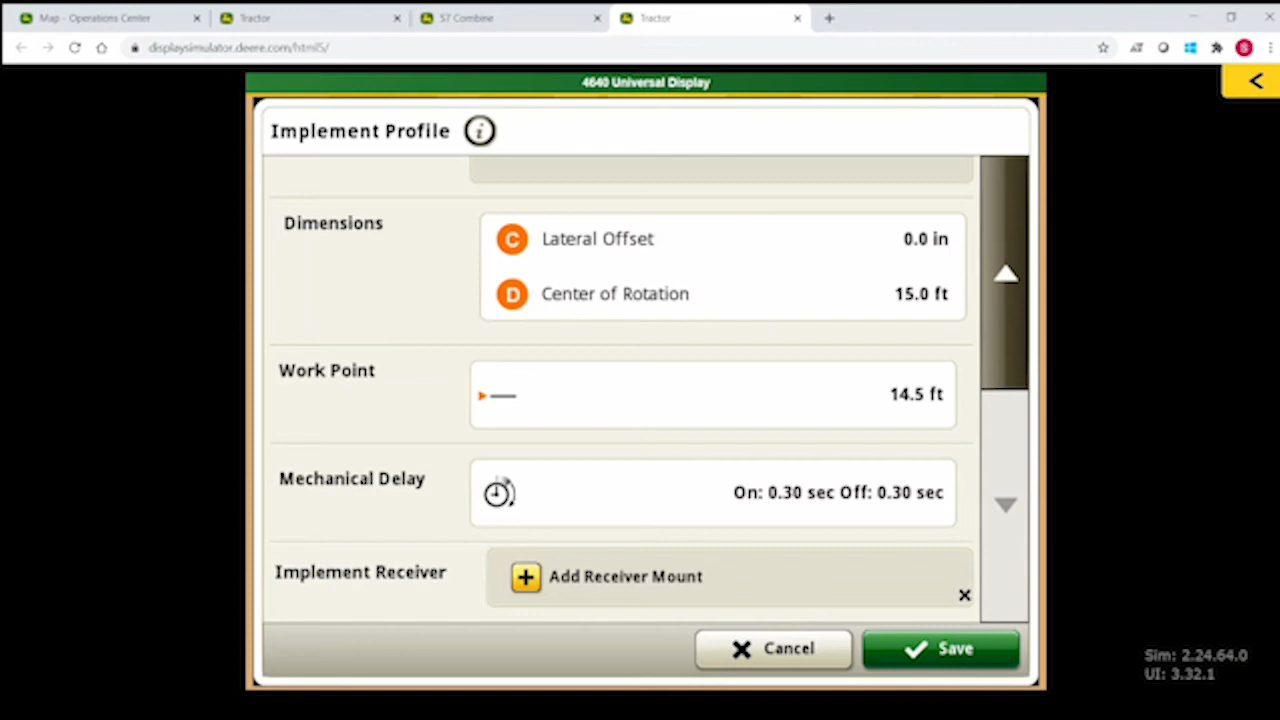 Map - Operations Center
Tractor
S7 Combine
Tractor
displaysimulator.deere.com/html5/
4640 Universal Display
Implement Profile
Dimensions
C Lateral Offset 0.0 in
D Center of Rotation 15.0 ft
Work Point 14.5 ft
Mechanical Delay On: 0.30 sec Off: 0.30 sec
Implement Receiver Add Receiver Mount
Cancel Save
Sim: 2.24.64.0
UI: 3.32.1